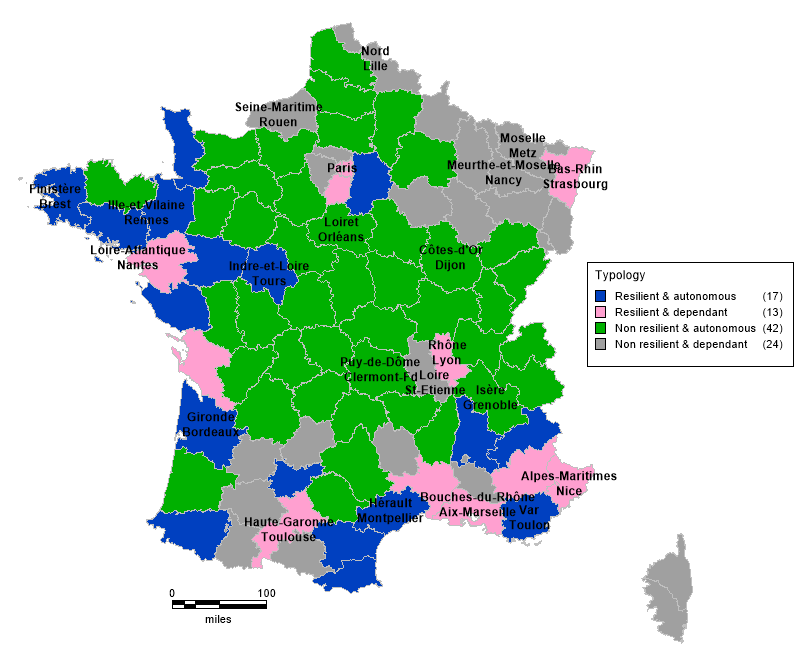 Nord
Lille
Seine-Maritime
Rouen
Moselle
Metz
Paris
Meurthe-et-Moselle
Nancy
Bas-Rhin
Strasbourg
Finistère
Brest
Ille-et-Vilaine
Rennes
Loiret
Orléans
Loire-Atlantique
Nantes
Indre-et-Loire
Tours
Côtes-d'Or
Dijon
Typology
Resilient & autonomous (17)
Resilient & dependant (13)
Non resilient & autonomous (42)
Non resilient & dependant (24)
Rhône
Lyon
Puy-de-Dôme
Clermont-Fd
Loire
St-Etienne
Isère
Grenoble
Gironde
Bordeaux
Alpes-Maritimes
Nice
Bouches-du-Rhône
Aix-Marseille
Var
Toulon
Hérault
Montpellier
Haute-Garonne
Toulouse
0 100
miles